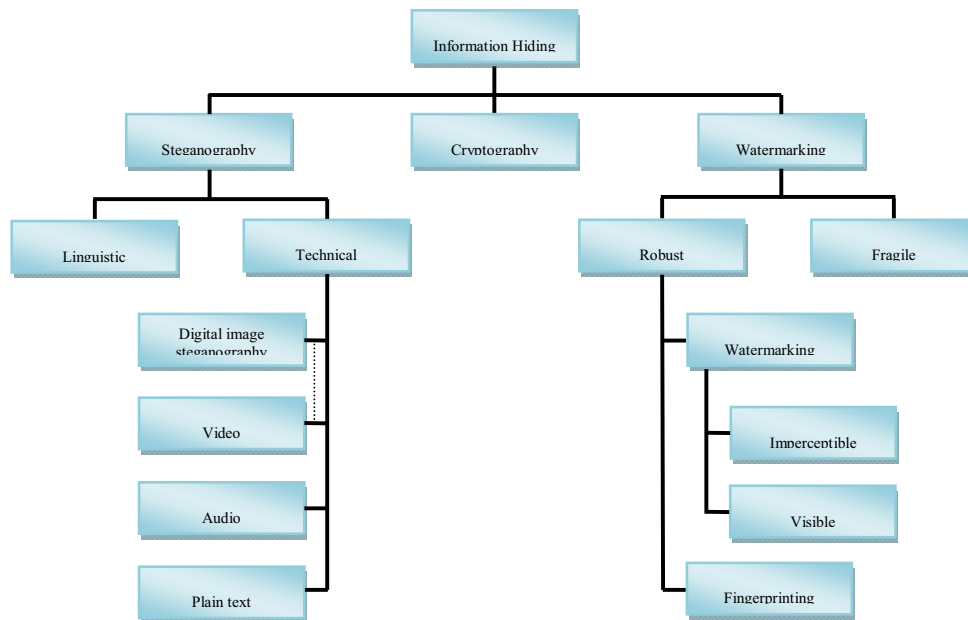 Information Hiding
Steganography
Cryptography
Watermarking
Linguistic
Technical
Robust
Fragile
Digital image
steganography
Watermarking
Video
Imperceptible
Audio
Visible
Plain text
Fingerprinting